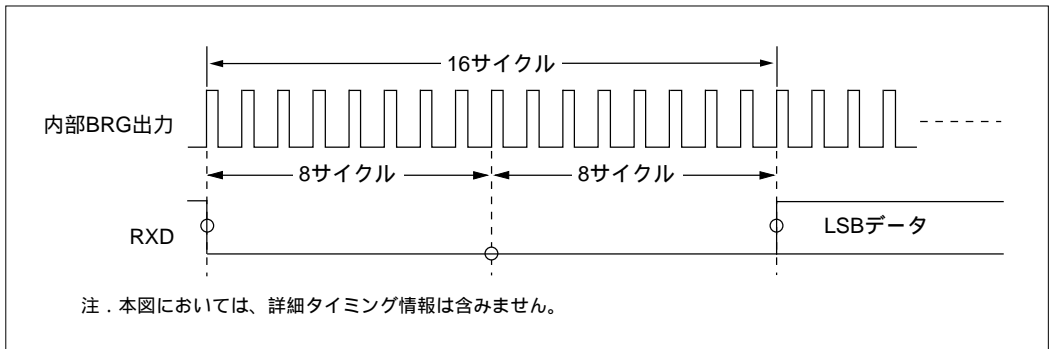 16サイクル
内部BRG出力
8サイクル 8サイクル
RXD LSBデータ
注．本図においては、詳細タイミング情報は含みません。